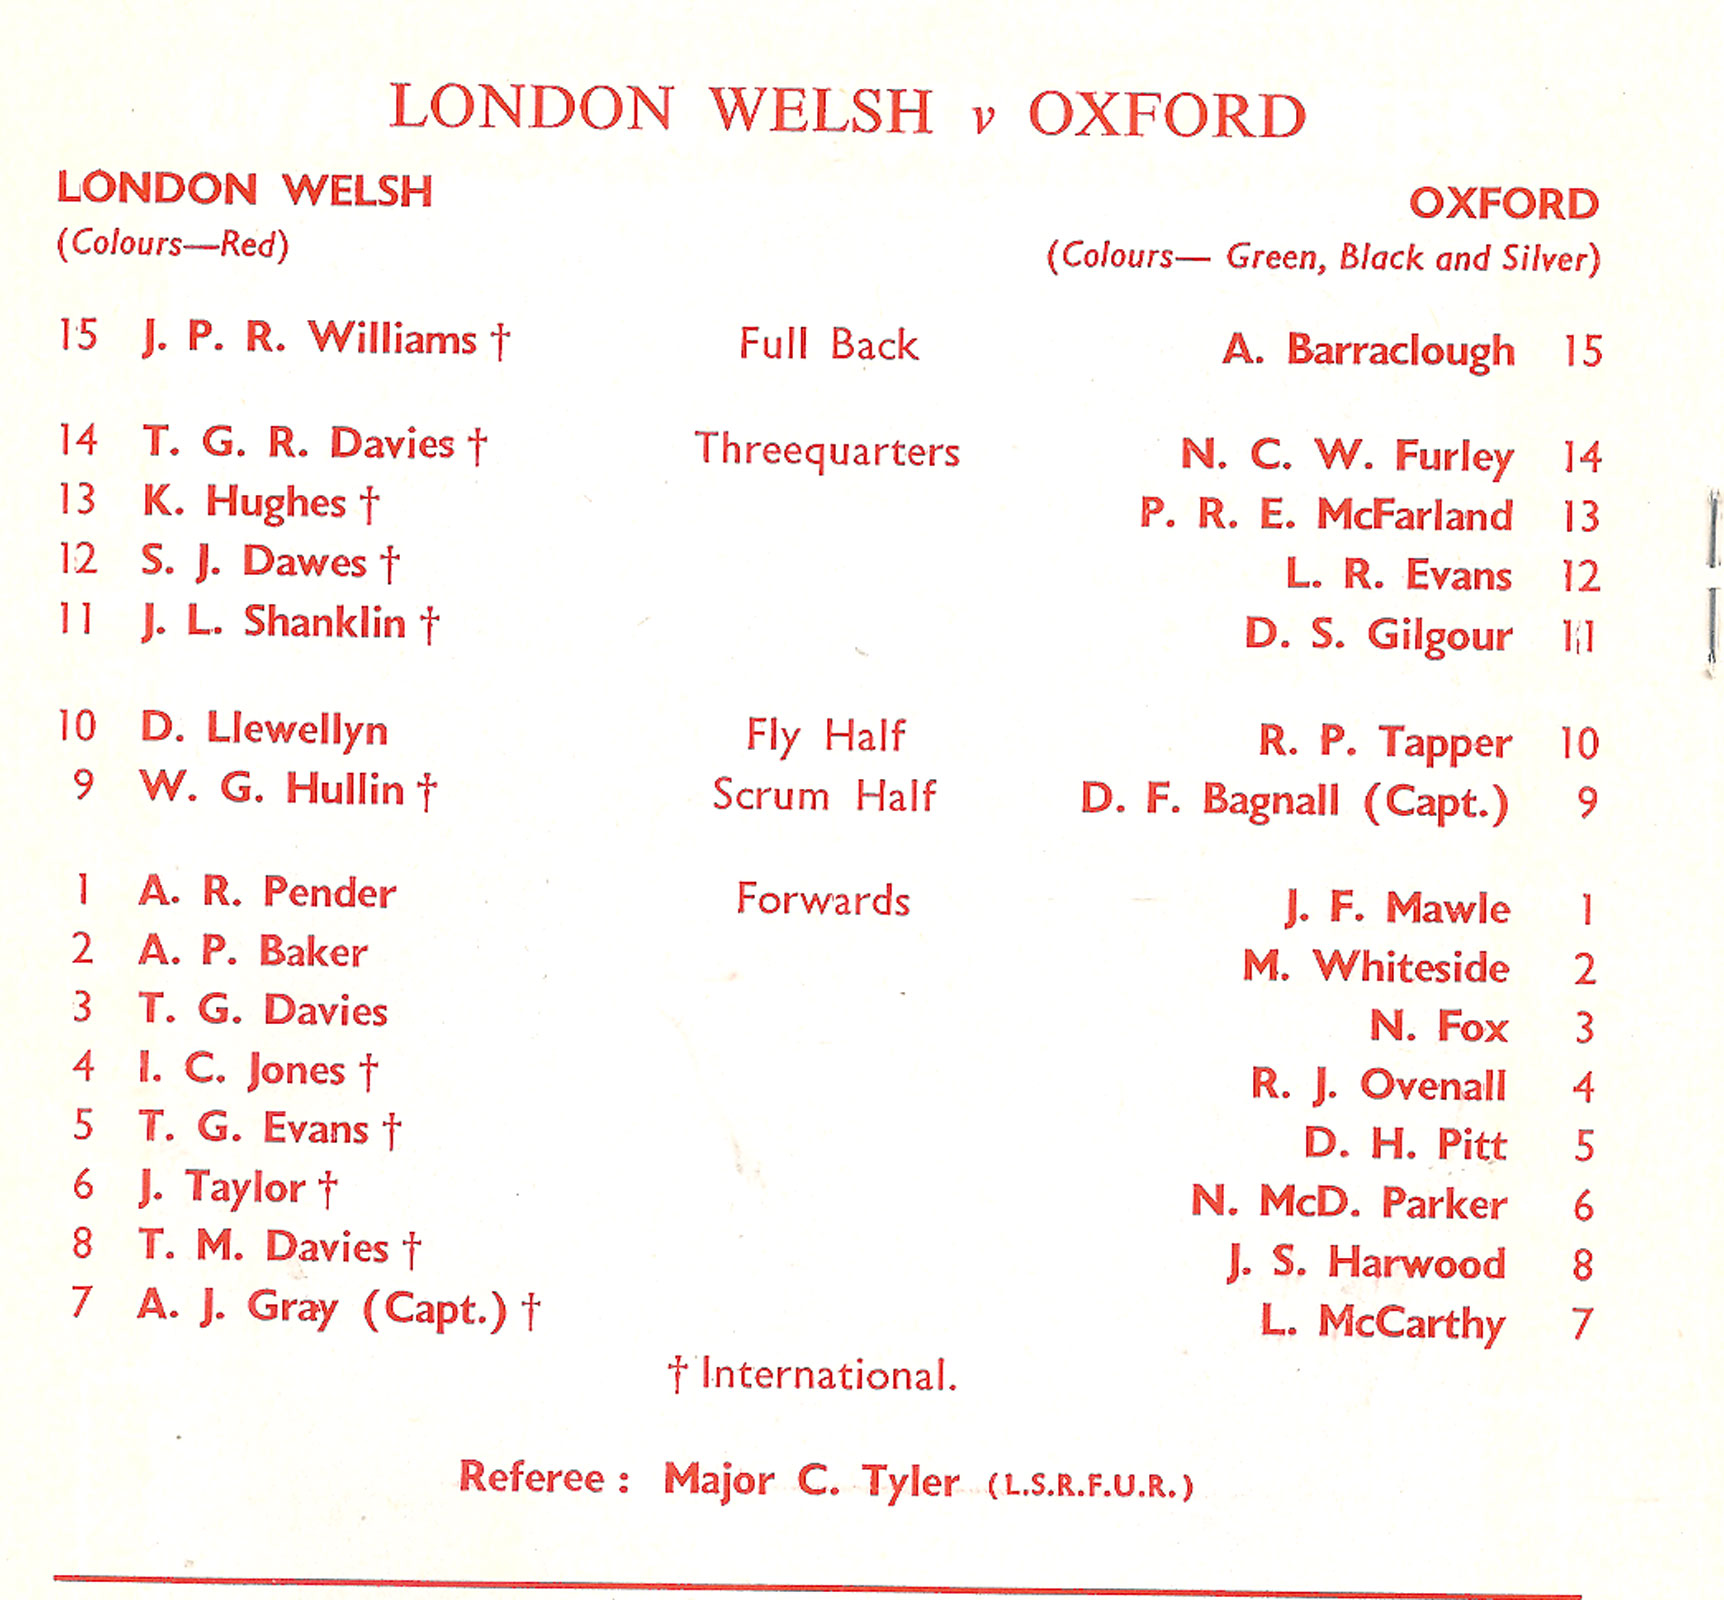 LONDON WELSH v OXFORD
LONDON WELSH OXFORD
(Colours—Red) (Colours— Green, Black and Silver)
15 J. P. R. Williams † Full Back A. Barraclough 15
14 T. G. R. Davies † Threequarters N. C. W. Furley 14
13 K. Hughes † P. R. E. McFarland 13
12 S. J. Dawes † L. R. Evans 12
11 J. L. Shanklin † D. S. Gilgour 11
10 D. Llewellyn Fly Half R. P. Tapper 10
9 W. G. Hullin † Scrum Half D. F. Bagnall (Capt.) 9
1 A. R. Pender Forwards J. F. Mawle 1
2 A. P. Baker M. Whiteside 2
3 T. G. Davies N. Fox 3
4 I. C. Jones † R. J. Ovenall 4
5 T. G. Evans † D. H. Pitt 5
6 J. Taylor † N. McD. Parker 6
8 T. M. Davies † J. S. Harwood 8
7 A. J. Gray (Capt.) † L. McCarthy 7
† International.
Referee : Major C. Tyler (L.S.R.F.U.R.)